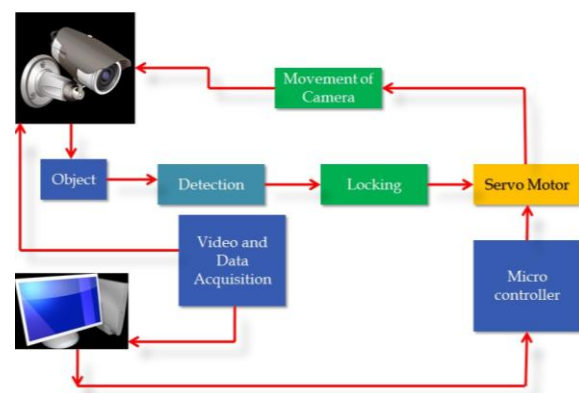 Movement of
Camera
Object
Detection
Locking
Servo Motor
Video and
Data
Acquisition
Micro
controller